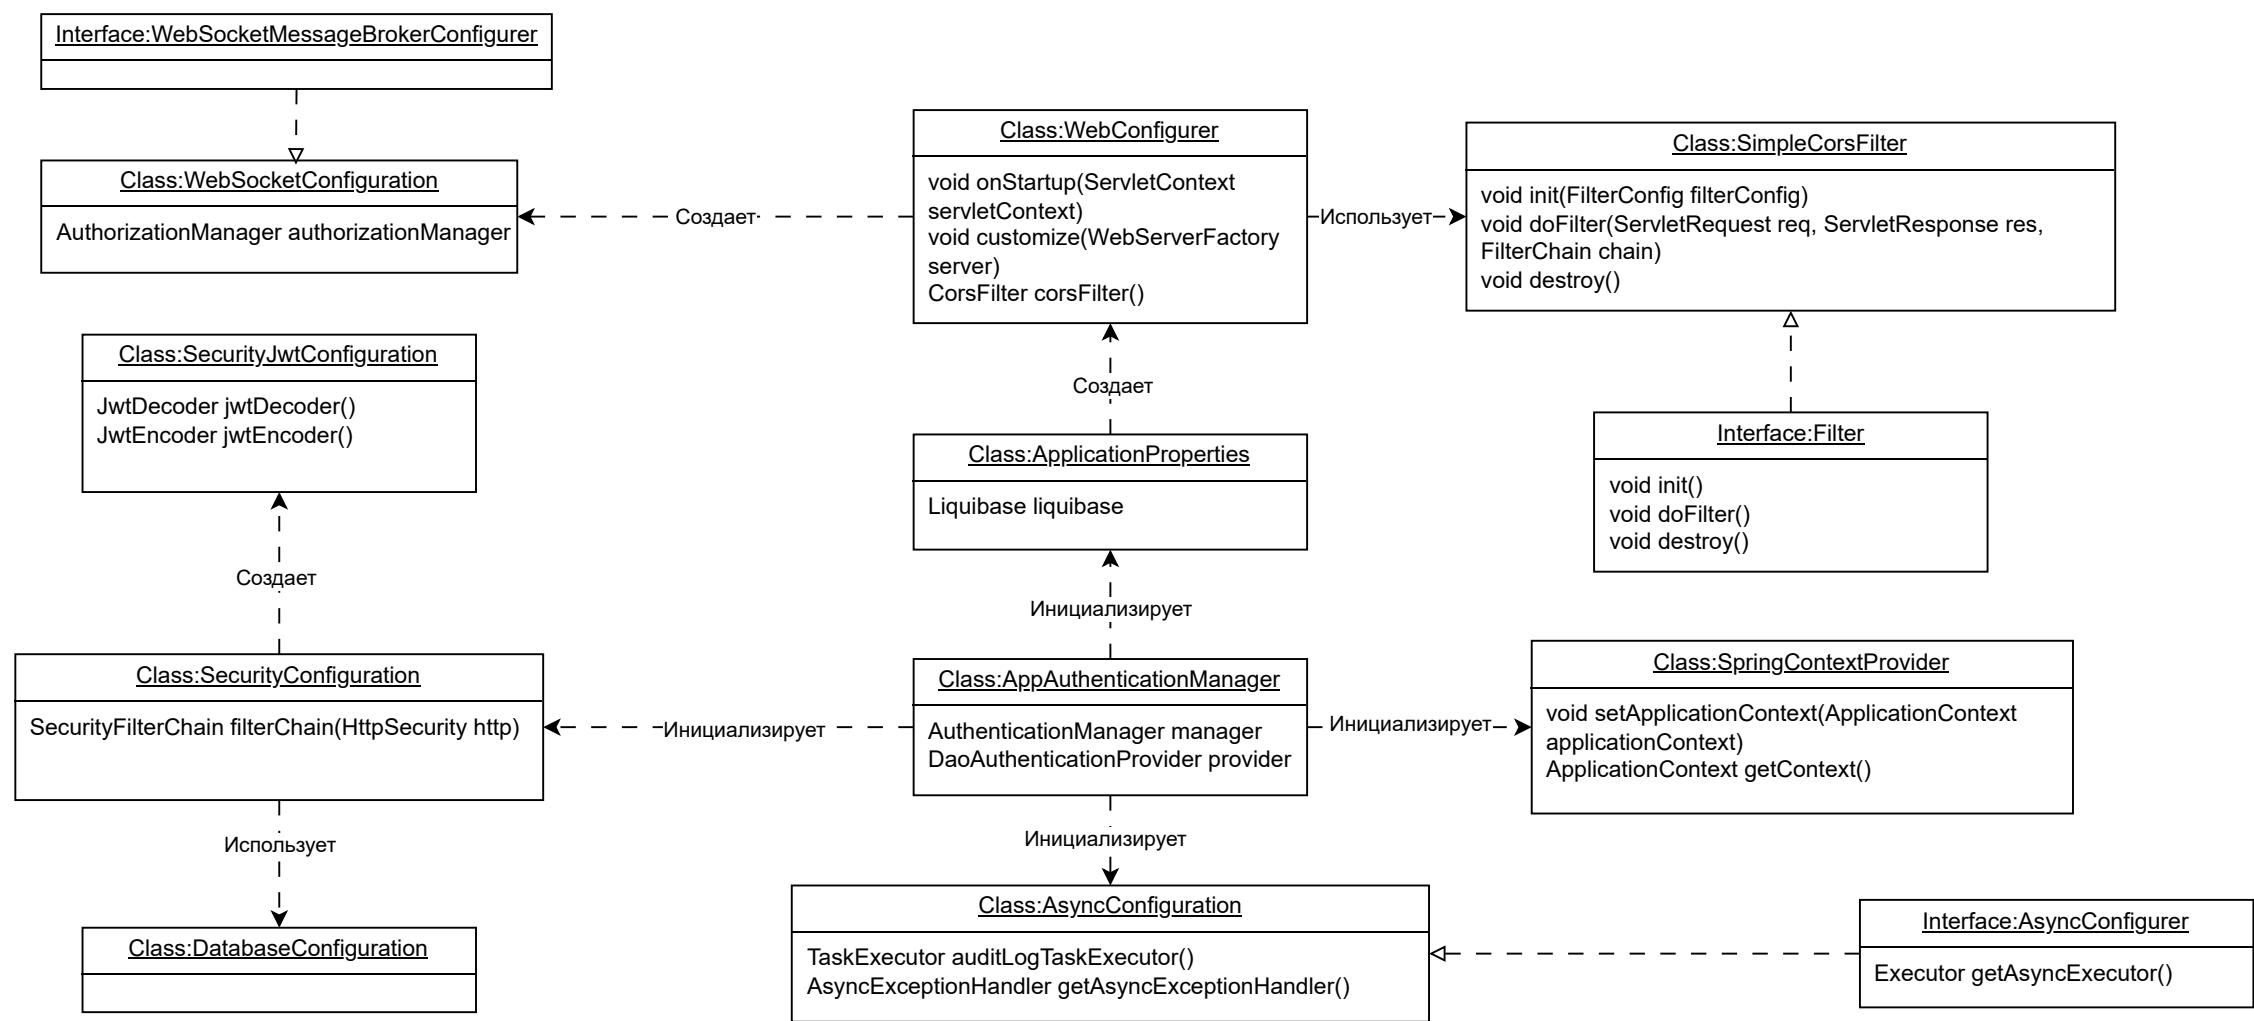 Interface:WebSocketMessageBrokerConfigurer
Class:WebSocketConfiguration
AuthorizationManager authorizationManager
Создает
Class:WebConfigurer
void onStartup(ServletContext
servletContext)
void customize(WebServerFactory
server)
CorsFilter corsFilter()
Использует
Class:SimpleCorsFilter
void init(FilterConfig filterConfig)
void doFilter(ServletRequest req, ServletResponse res,
FilterChain chain)
void destroy()
Class:SecurityJwtConfiguration
JwtDecoder jwtDecoder()
JwtEncoder jwtEncoder()
Создает
Class:ApplicationProperties
Liquibase liquibase
Interface:Filter
void init()
void doFilter()
void destroy()
Создает
Инициализирует
Class:SecurityConfiguration
SecurityFilterChain filterChain(HttpSecurity http)
Инициализирует
Class:AppAuthenticationManager
AuthenticationManager manager
DaoAuthenticationProvider provider
Инициализирует
Class:SpringContextProvider
void setApplicationContext(ApplicationContext
applicationContext)
ApplicationContext getContext()
Использует
Инициализирует
Class:DatabaseConfiguration
Class:AsyncConfiguration
TaskExecutor auditLogTaskExecutor()
AsyncExceptionHandler getAsyncExceptionHandler()
Interface:AsyncConfigurer
Executor getAsyncExecutor()